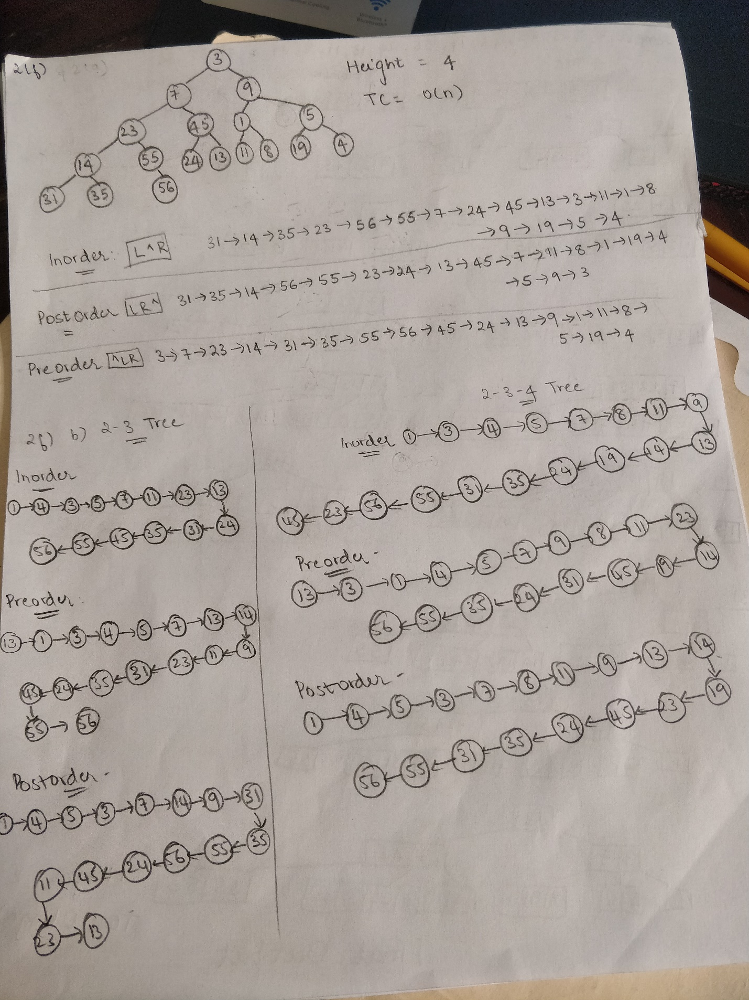 2(f)
3
7 9
23 45 1 5
14 55 24 13 11 8 19 4
31 35 56
Height = 4
TC = O(n)
Inorder: L^R 31→14→35→23→56→55→7→24→45→13→3→11→1→8
→9→19→5→4.
Postorder LR^ 31→35→14→56→55→23→24→13→45→7→11→8→1→19→4
→5→9→3
Preorder ^LR 3→7→23→14→31→35→55→56→45→24→13→9→1→11→8→
5→19→4
2f) b) 2-3 Tree
Inorder
1→4→3→5→7→11→23→13
56←55←45←35←31←24
Preorder:
13→1→3→4→5→7→13→14
45←24←35←31←23←11←9
55→56
Postorder -
1→4→5→3→7→14→9→31
11←45←24←56←55←35
23→13
2-3-4 Tree
Inorder 1→3→4→5→7→8→11→9
45←23←56←55←31←35←24←19←14←13
Preorder -
13→3→1→4→5→7→9→8→11→23
56←55←35←24←31←45←19←14
Postorder -
1→4→5→3→7→8→11→9→13→14
56←55←31←35←24←45←23←19